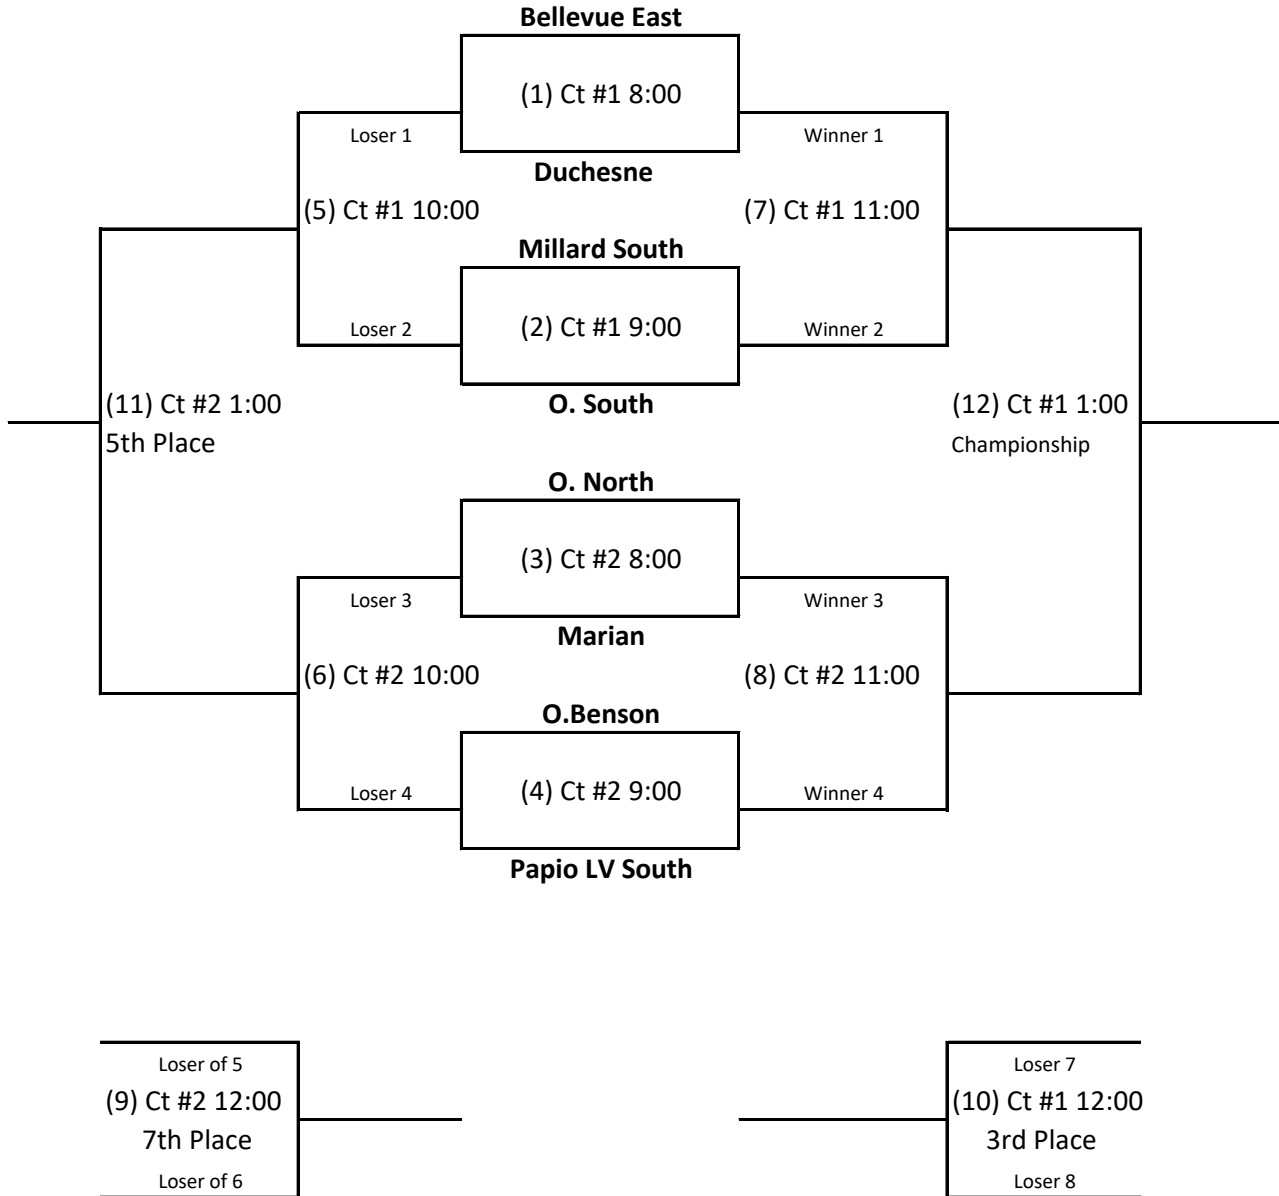 Bellevue East
(1) Ct #1 8:00
Loser 1
Winner 1
Duchesne
(5) Ct #1 10:00
(7) Ct #1 11:00
Millard South
(2) Ct #1 9:00
Loser 2
Winner 2
O. South
(11) Ct #2 1:00
5th Place
(12) Ct #1 1:00
Championship
O. North
(3) Ct #2 8:00
Loser 3
Winner 3
Marian
(6) Ct #2 10:00
(8) Ct #2 11:00
O.Benson
(4) Ct #2 9:00
Loser 4
Winner 4
Papio LV South
Loser of 5
(9) Ct #2 12:00
7th Place
Loser of 6
Loser 7
(10) Ct #1 12:00
3rd Place
Loser 8